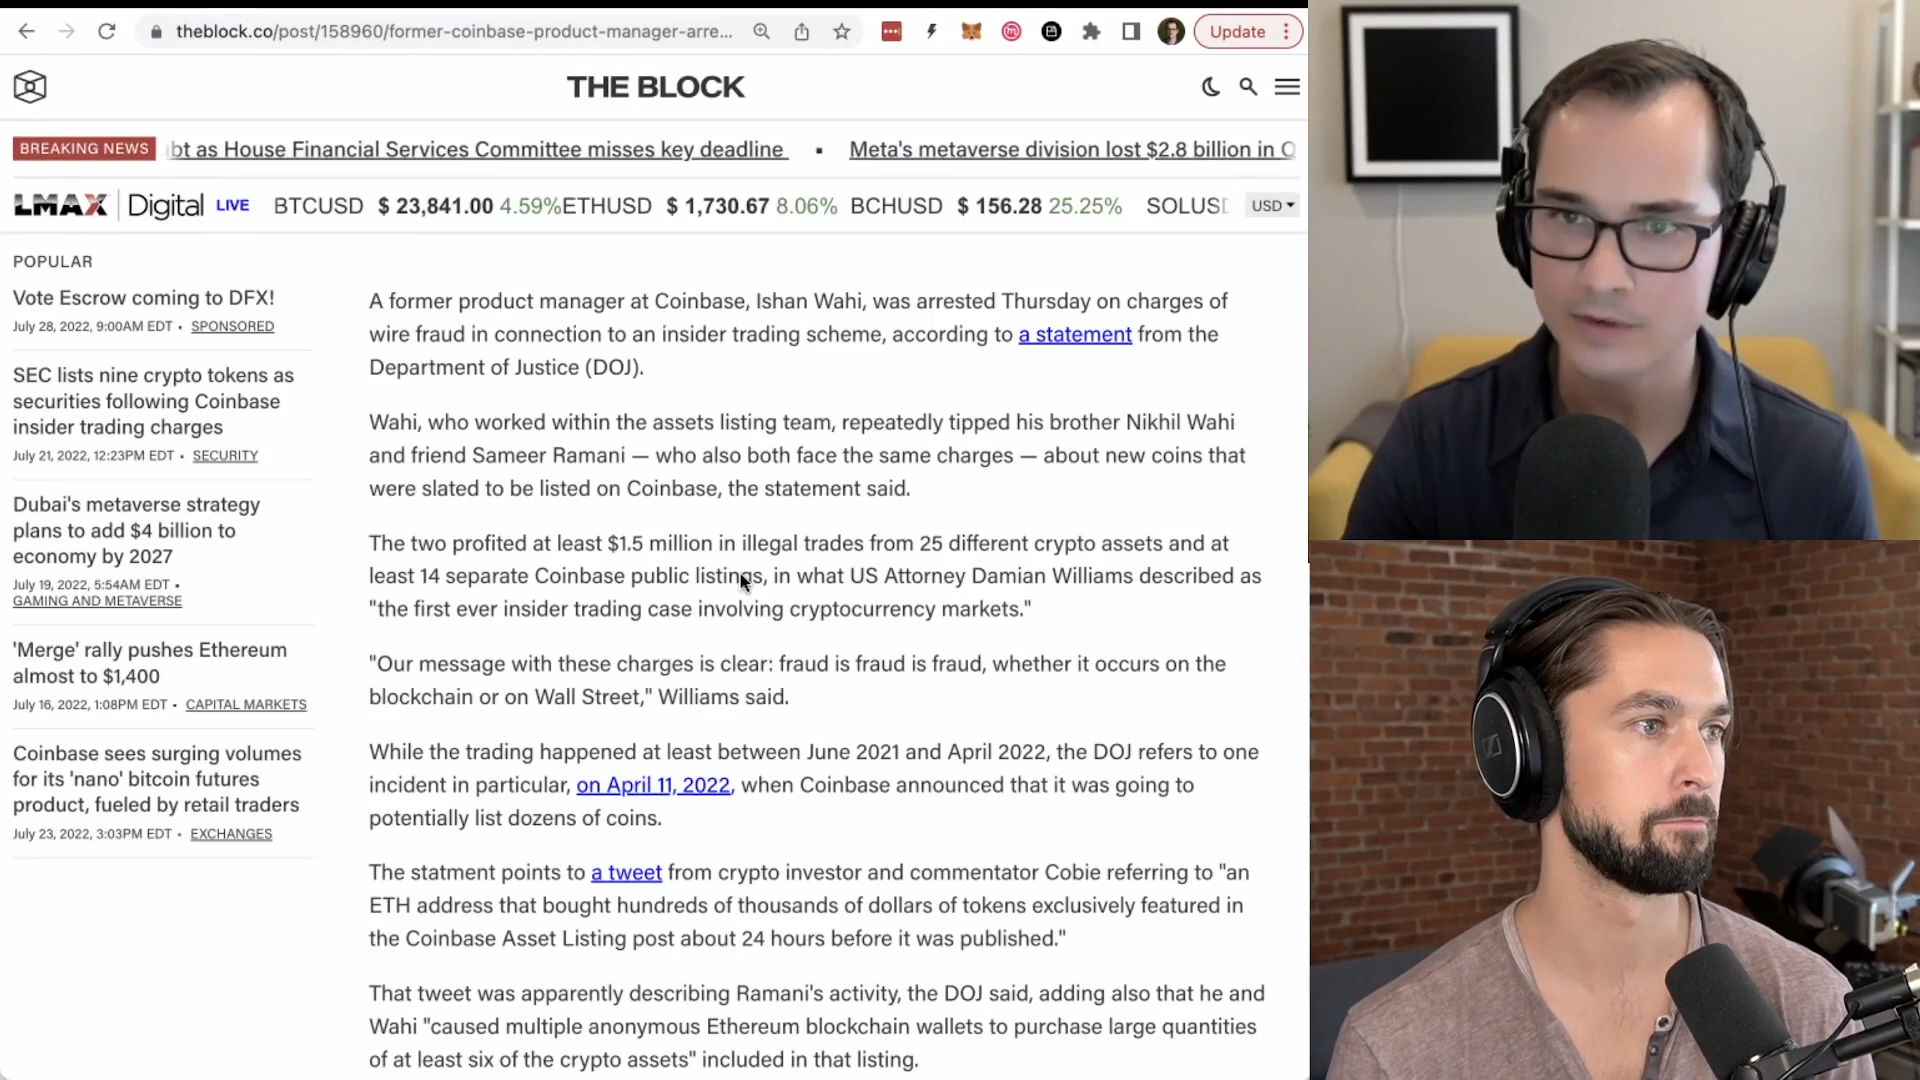 theblock.co/post/158960/former-coinbase-product-manager-arre...
Update
THE BLOCK
BREAKING NEWS
bt as House Financial Services Committee misses key deadline ▪ Meta's metaverse division lost $2.8 billion in Q
LMAX Digital LIVE BTCUSD $ 23,841.00 4.59% ETHUSD $ 1,730.67 8.06% BCHUSD $ 156.28 25.25% SOLUSD USD
POPULAR
Vote Escrow coming to DFX!
July 28, 2022, 9:00AM EDT • SPONSORED
SEC lists nine crypto tokens as
securities following Coinbase
insider trading charges
July 21, 2022, 12:23PM EDT • SECURITY
Dubai's metaverse strategy
plans to add $4 billion to
economy by 2027
July 19, 2022, 5:54AM EDT •
GAMING AND METAVERSE
'Merge' rally pushes Ethereum
almost to $1,400
July 16, 2022, 1:08PM EDT • CAPITAL MARKETS
Coinbase sees surging volumes
for its 'nano' bitcoin futures
product, fueled by retail traders
July 23, 2022, 3:03PM EDT • EXCHANGES
A former product manager at Coinbase, Ishan Wahi, was arrested Thursday on charges of
wire fraud in connection to an insider trading scheme, according to a statement from the
Department of Justice (DOJ).
Wahi, who worked within the assets listing team, repeatedly tipped his brother Nikhil Wahi
and friend Sameer Ramani — who also both face the same charges — about new coins that
were slated to be listed on Coinbase, the statement said.
The two profited at least $1.5 million in illegal trades from 25 different crypto assets and at
least 14 separate Coinbase public listings, in what US Attorney Damian Williams described as
"the first ever insider trading case involving cryptocurrency markets."
"Our message with these charges is clear: fraud is fraud is fraud, whether it occurs on the
blockchain or on Wall Street," Williams said.
While the trading happened at least between June 2021 and April 2022, the DOJ refers to one
incident in particular, on April 11, 2022, when Coinbase announced that it was going to
potentially list dozens of coins.
The statment points to a tweet from crypto investor and commentator Cobie referring to "an
ETH address that bought hundreds of thousands of dollars of tokens exclusively featured in
the Coinbase Asset Listing post about 24 hours before it was published."
That tweet was apparently describing Ramani's activity, the DOJ said, adding also that he and
Wahi "caused multiple anonymous Ethereum blockchain wallets to purchase large quantities
of at least six of the crypto assets" included in that listing.